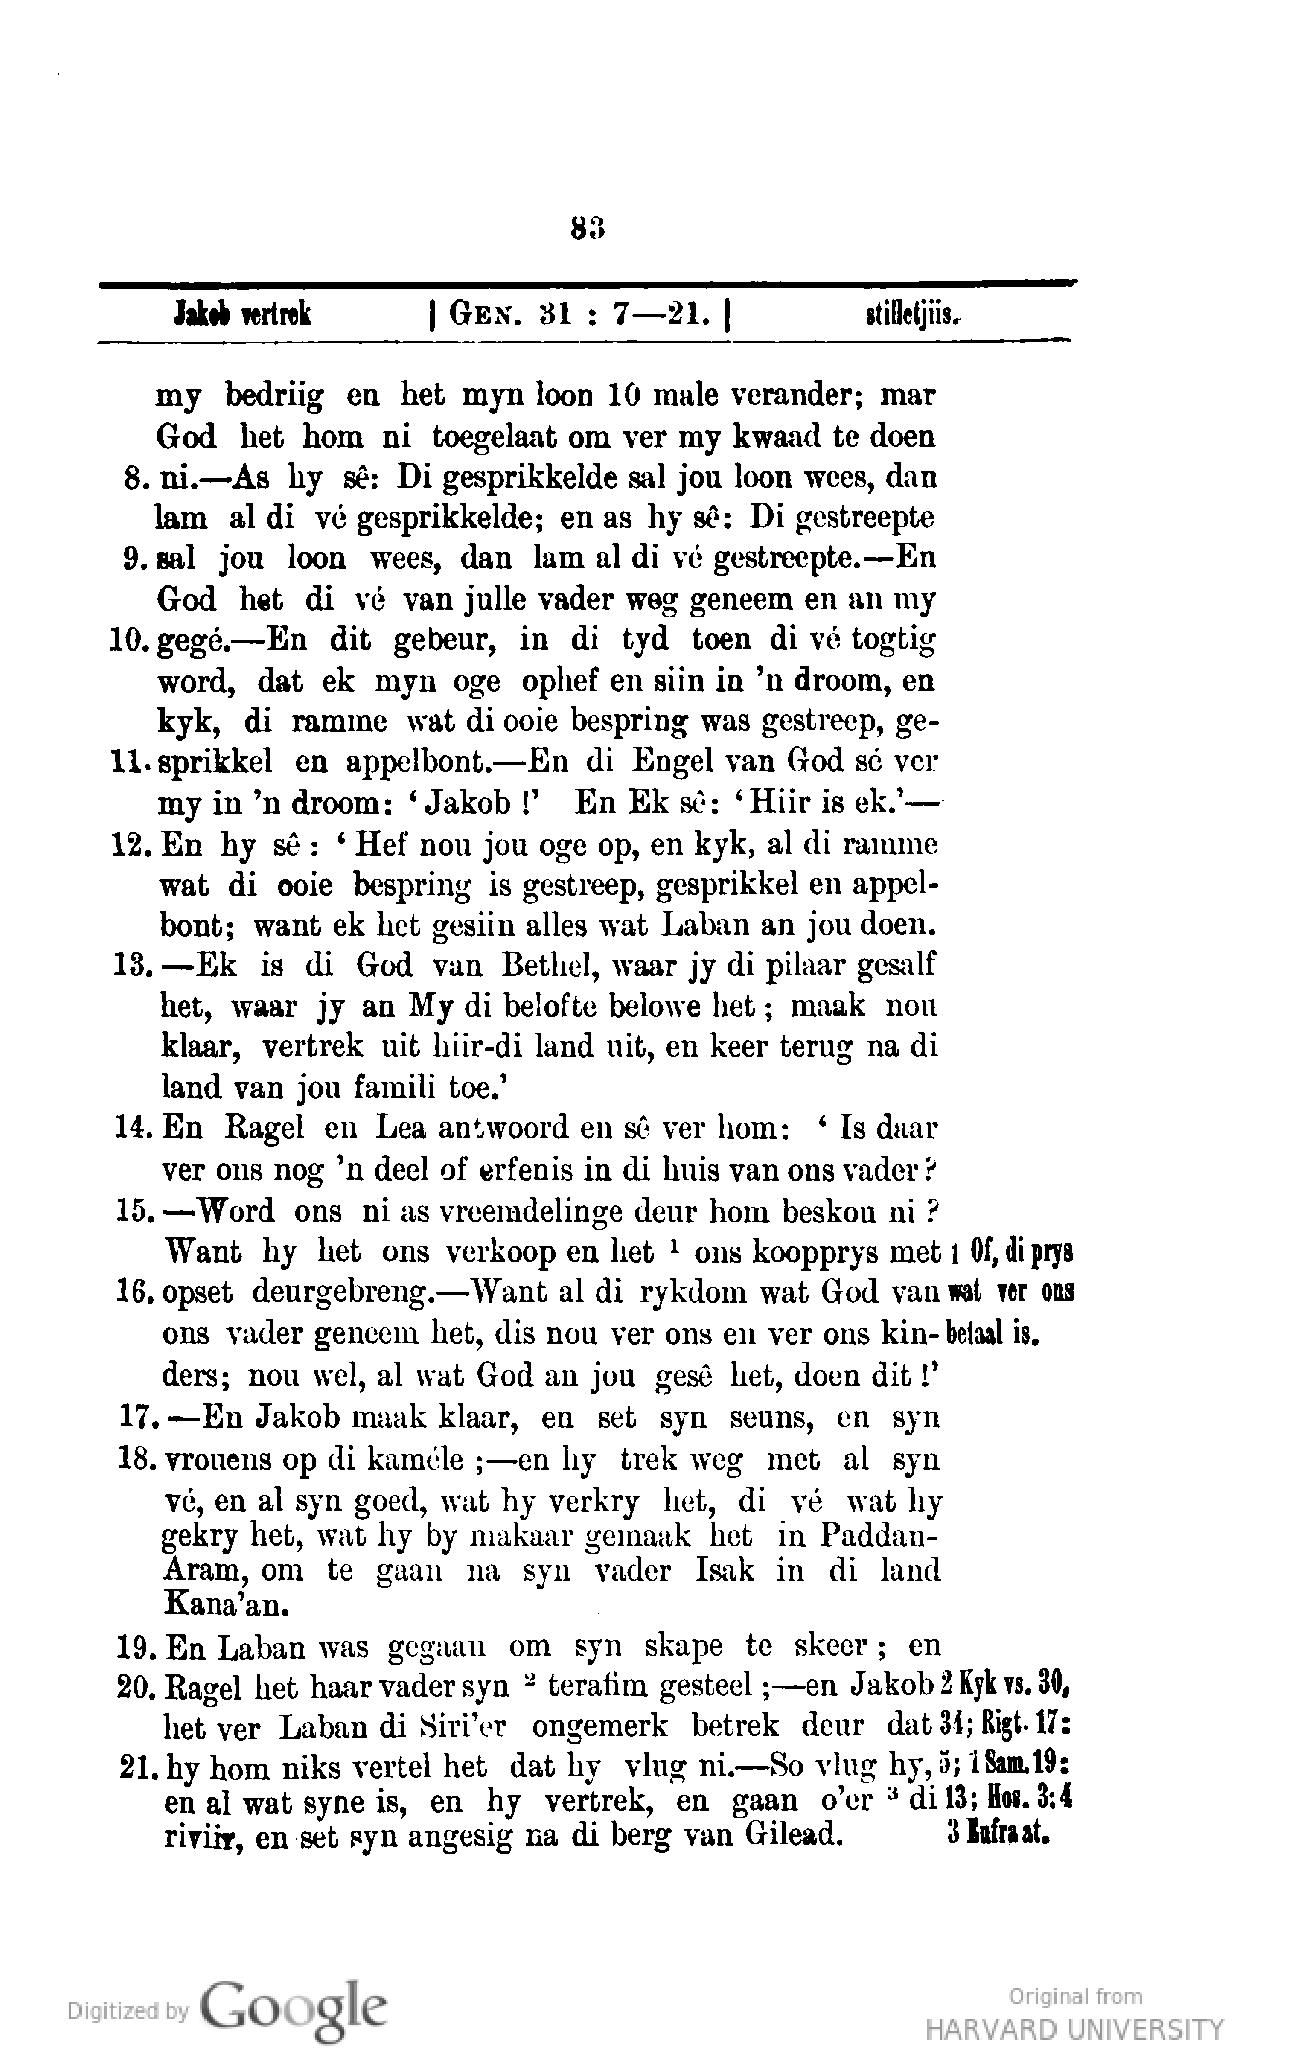 83
Jakob vertrek | GEN. 31 : 7—21. | stilletjiis.
my bedriig en het myn loon 10 male verander; mar
God het hom ni toegelaat om ver my kwaad te doen
8. ni.—As hy sê: Di gesprikkelde sal jou loon wees, dan
lam al di vé gesprikkelde; en as hy sê: Di gestreepte
9. sal jou loon wees, dan lam al di vé gestreepte.—En
God het di vé van julle vader weg geneem en an my
10. gegé.—En dit gebeur, in di tyd toen di vé togtig
word, dat ek myn oge ophef en siin in 'n droom, en
kyk, di ramme wat di ooie bespring was gestreep, ge-
11. sprikkel en appelbont.—En di Engel van God sé ver
my in 'n droom: ‘Jakob !’ En Ek sê: ‘Hiir is ek.’—
12. En hy sê : ‘ Hef nou jou oge op, en kyk, al di ramme
wat di ooie bespring is gestreep, gesprikkel en appel-
bont; want ek het gesiin alles wat Laban an jou doen.
13. —Ek is di God van Bethel, waar jy di pilaar gesalf
het, waar jy an My di belofte belowe het ; maak nou
klaar, vertrek uit hiir-di land uit, en keer terug na di
land van jou famili toe.’
14. En Ragel en Lea antwoord en sê ver hom: ‘ Is daar
ver ons nog 'n deel of erfenis in di huis van ons vader?
15. —Word ons ni as vreemdelinge deur hom beskou ni ?
Want hy het ons verkoop en het ¹ ons koopprys met 1 Of, di prys
16. opset deurgebreng.—Want al di rykdom wat God van wat ver ons
ons vader geneem het, dis nou ver ons en ver ons kin- betaal is.
ders; nou wel, al wat God an jou gesê het, doen dit !’
17. —En Jakob maak klaar, en set syn seuns, en syn
18. vrouens op di kaméle ;—en hy trek weg met al syn
vé, en al syn goed, wat hy verkry het, di vé wat hy
gekry het, wat hy by makaar gemaak het in Paddan-
Aram, om te gaan na syn vader Isak in di land
Kana’an.
19. En Laban was gegaan om syn skape te skeer ; en
20. Ragel het haar vader syn ² terafim gesteel ;—en Jakob 2 Kyk vs. 30,
het ver Laban di Siri’er ongemerk betrek deur dat 34; Rigt. 17:
21. hy hom niks vertel het dat hy vlug ni.—So vlug hy, 5; 1 Sam. 19:
en al wat syne is, en hy vertrek, en gaan o’er ³ di 13; Hos. 3:4
riviir, en set syn angesig na di berg van Gilead. 3 Eufraat.
Digitized by Google
Original from
HARVARD UNIVERSITY